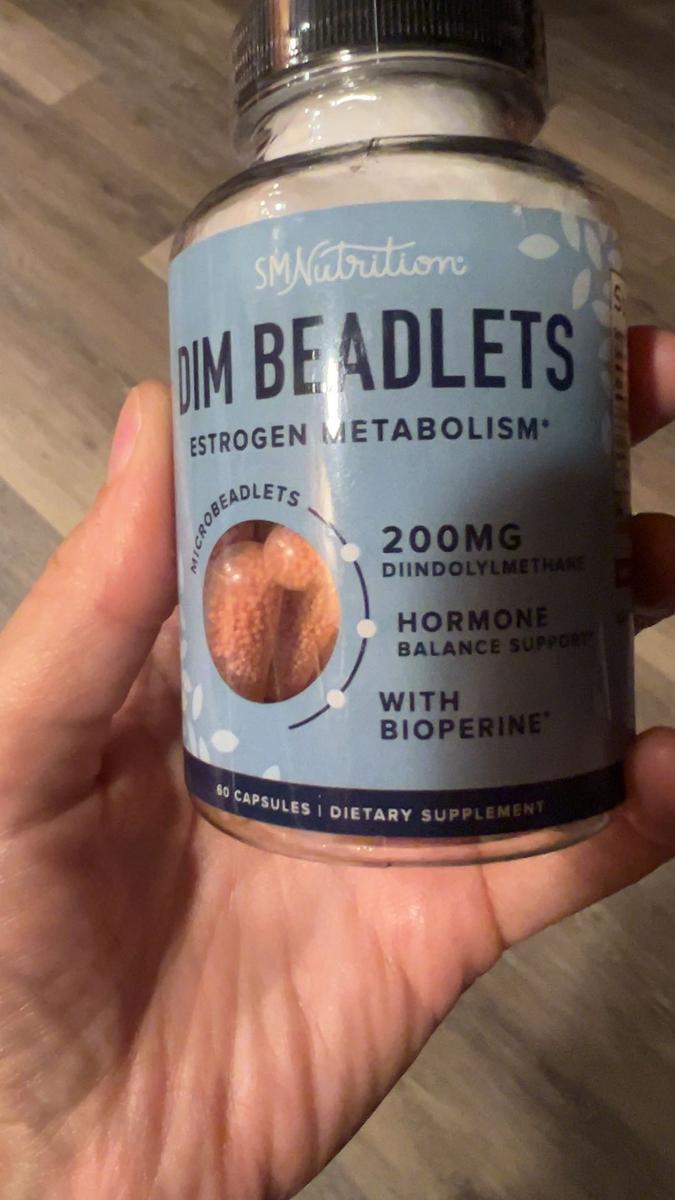 SMNutrition
DIM BEADLETS
ESTROGEN METABOLISM*
MICROBEADLETS
200MG
DIINDOLYLMETHANE
HORMONE
BALANCE SUPPORT*
WITH
BIOPERINE®
60 CAPSULES | DIETARY SUPPLEMENT